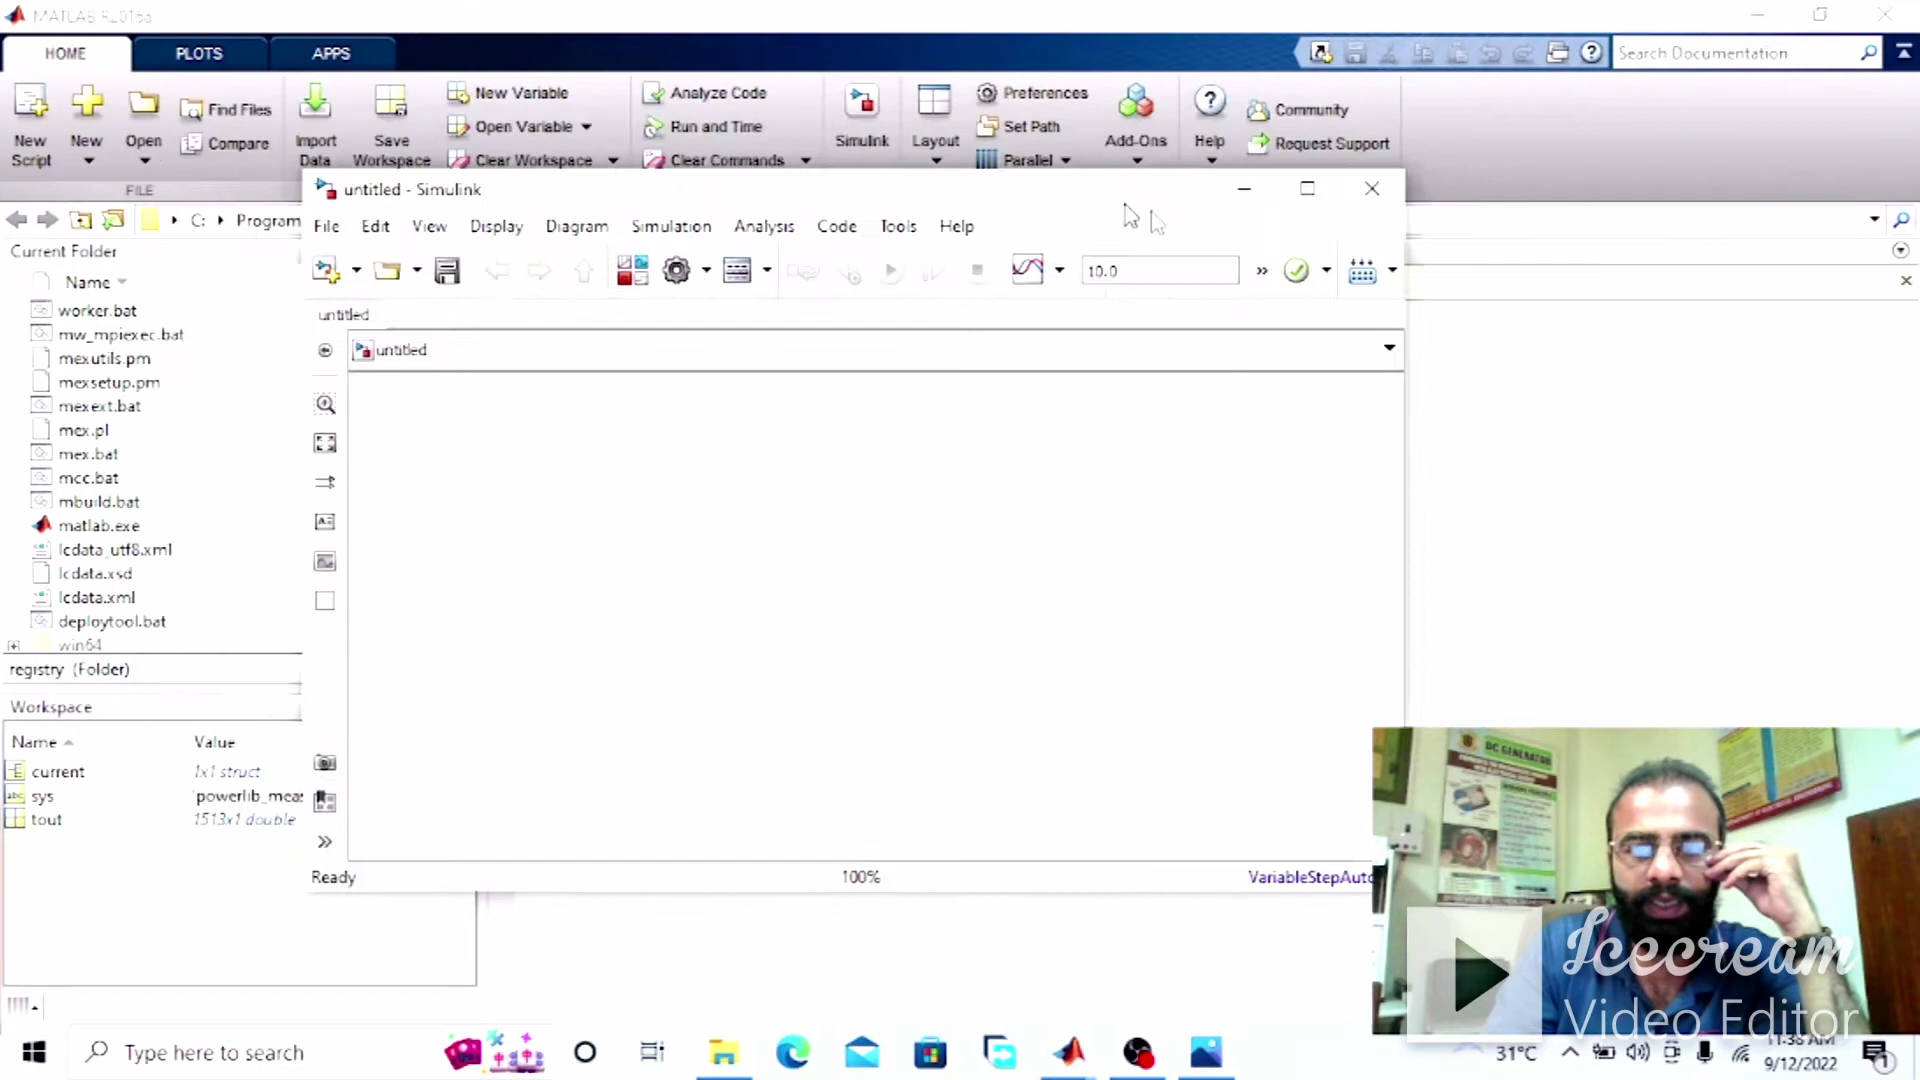 MATLAB R2016a
HOME
PLOTS
APPS
Search Documentation
New Script
New
Open
Find Files
Compare
Import Data
Save Workspace
New Variable
Open Variable
Clear Workspace
Analyze Code
Run and Time
Clear Commands
Simulink
Layout
Preferences
Set Path
Parallel
Add-Ons
Help
Community
Request Support
FILE
C:
Program
Current Folder
Name
worker.bat
mw_mpiexec.bat
mexutils.pm
mexsetup.pm
mexext.bat
mex.pl
mex.bat
mcc.bat
mbuild.bat
matlab.exe
lcdata_utf8.xml
lcdata.xsd
lcdata.xml
deploytool.bat
win64
registry (Folder)
Workspace
Name Value
current 1x1 struct
sys 'powerlib_meas
tout 1513x1 double
untitled - Simulink
File Edit View Display Diagram Simulation Analysis Code Tools Help
10.0
untitled
untitled
Ready 100% VariableStepAuto
DC GENERATOR
Icecream
Video Editor
Type here to search
31°C
11:38 AM
9/12/2022
1